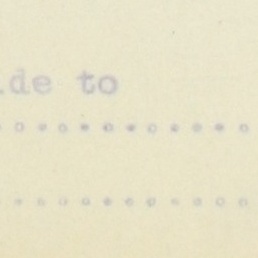 de to
. . . . . . . . . . . .
. . . . . . . . . . . .